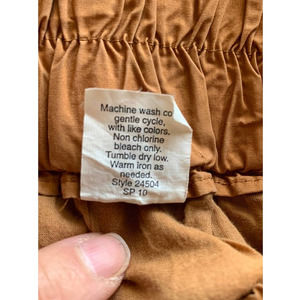 Machine wash co
gentle cycle,
with like colors.
Non chlorine
bleach only.
Tumble dry low.
Warm iron as
needed.
Style 24504
SP 10